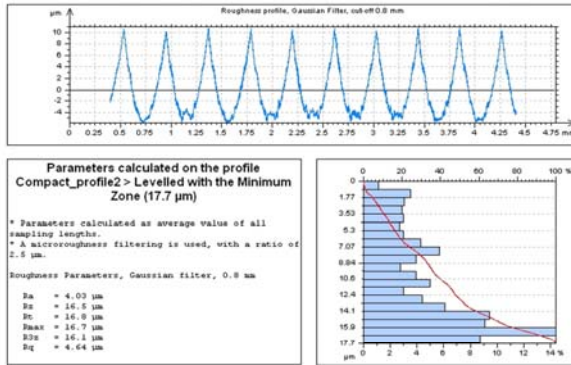 µm
Roughness profile, Gaussian Filter, cut-off 0.8 mm
10
8
6
4
2
0
-2
-4
0 0.25 0.5 0.75 1 1.25 1.5 1.75 2 2.25 2.5 2.75 3 3.25 3.5 3.75 4 4.25 4.5 4.75 mm
Parameters calculated on the profile
Compact_profile2 > Levelled with the Minimum
Zone (17.7 µm)
* Parameters calculated as average value of all
sampling lengths.
* A microroughness filtering is used, with a ratio of
2.5 µm.
Roughness Parameters, Gaussian filter, 0.8 mm
Ra = 4.03 µm
Rz = 16.5 µm
Rt = 16.8 µm
Rmax = 16.7 µm
R3z = 16.1 µm
Rq = 4.64 µm
0 20 40 60 80 100 %
0
1.77
3.53
5.3
7.07
8.84
10.6
12.4
14.1
15.9
17.7
µm
0 2 4 6 8 10 12 14 %